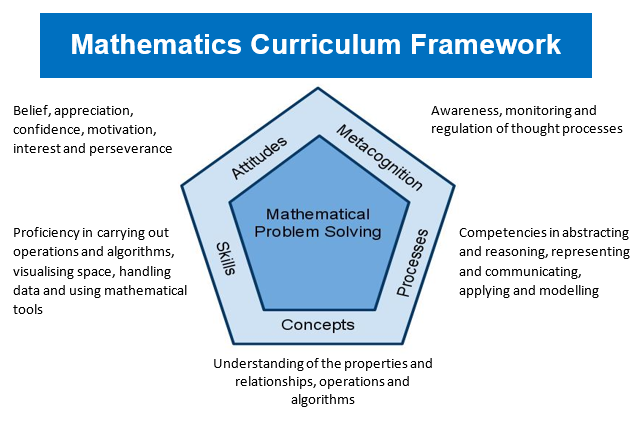 Mathematics Curriculum Framework
Belief, appreciation,
confidence, motivation,
interest and perseverance
Awareness, monitoring and
regulation of thought processes
Attitudes
Metacognition
Mathematical
Problem Solving
Proficiency in carrying out
operations and algorithms,
visualising space, handling
data and using mathematical
tools
Skills
Processes
Competencies in abstracting
and reasoning, representing
and communicating,
applying and modelling
Concepts
Understanding of the properties and
relationships, operations and
algorithms